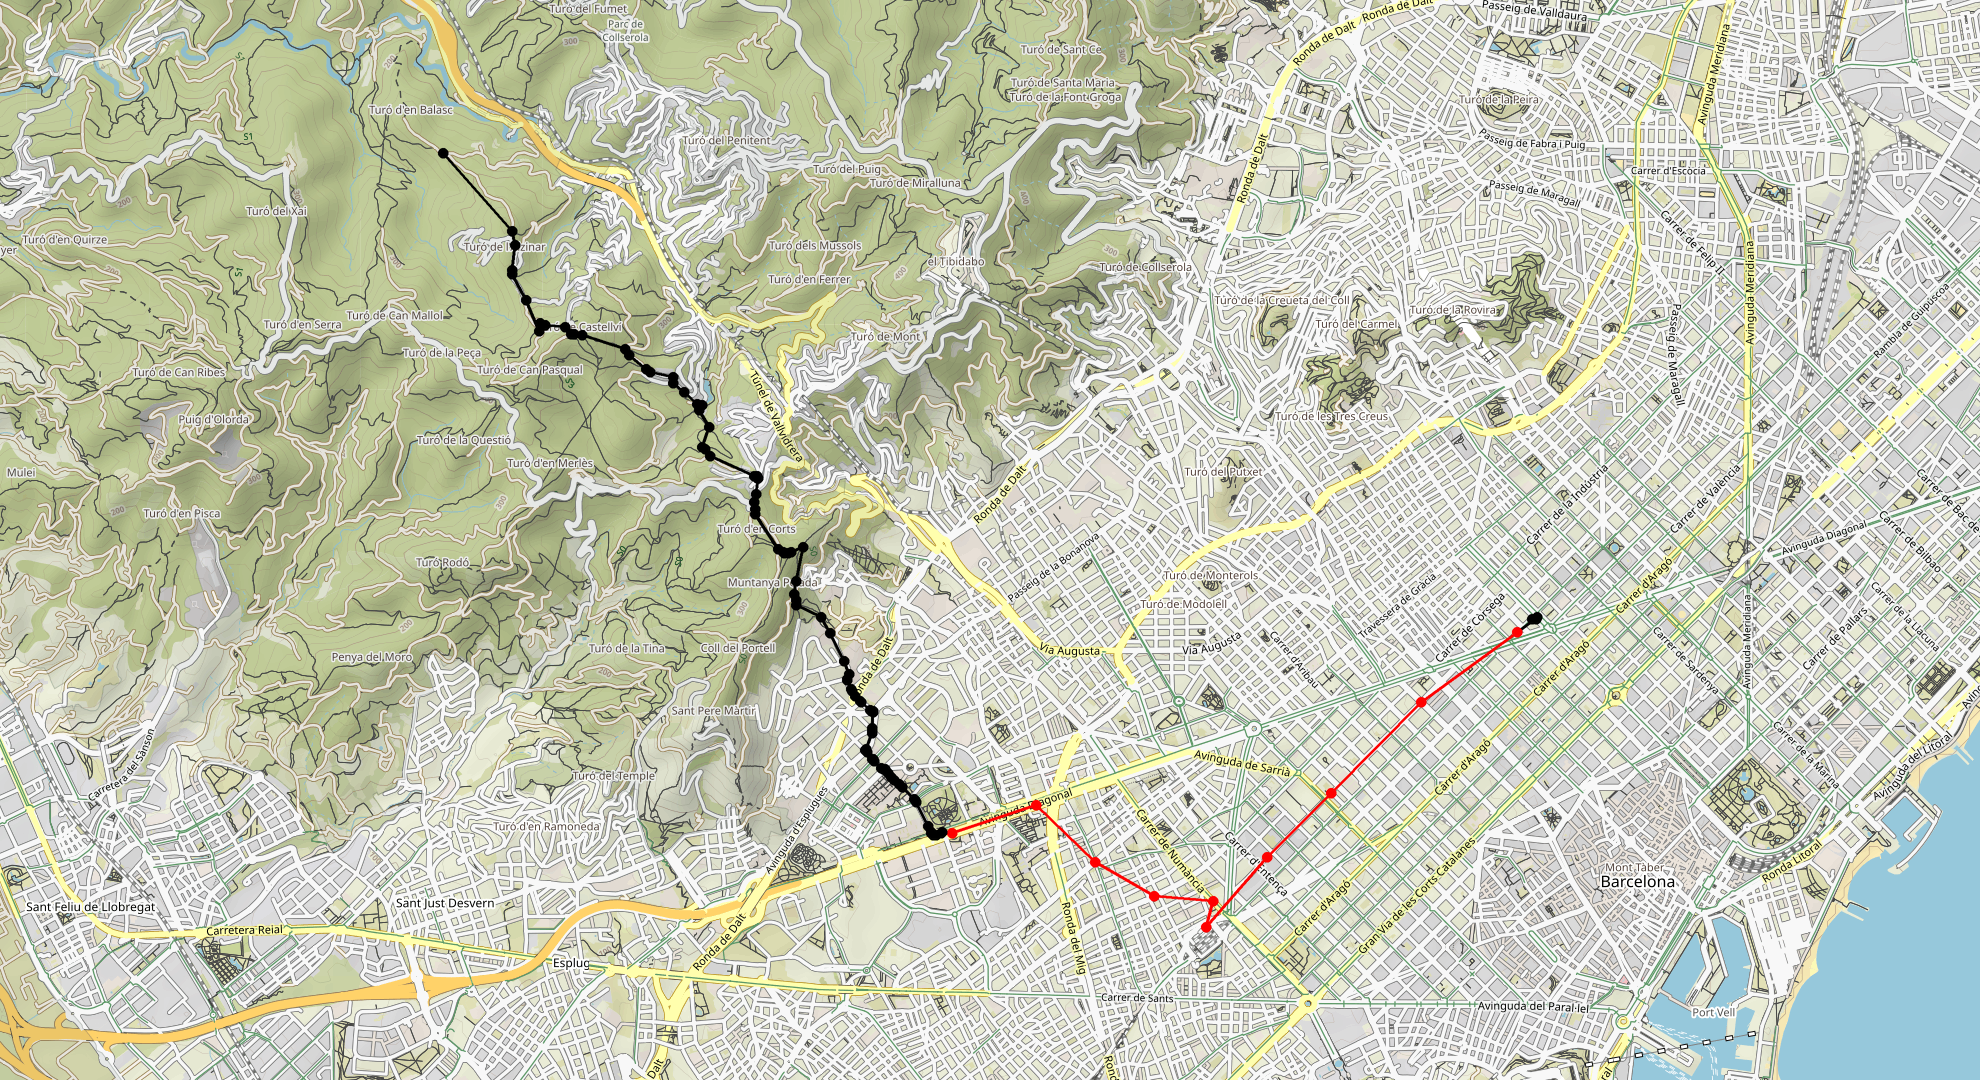 Turó del Fumet
Parc de
Collserola
300
Turó de Sant Ce
300
Ronda de Dalt
Ronda de Dalt
Passeig de Valldaura
Avinguda Meridiana
Turó de Santa Maria
Turó de la Font Groga
Turó d'en Balasc
200
S1
Turó del Penitent
Turó de la Peira
Passeig de Fabra i Puig
Turó del Puig
Turó de Miralluna
Ronda de Dalt
Carrer d'Escòcia
Passeig de Maragall
400
200
Turó del Xai
Turó d'en Quirze
Turó dels Mussols
el Tibidabo
Turó de Collserola
300
Carrer de Felip II
Avinguda Meridiana
Turó d'en Ferrer
400
Turó de la Creueta del Coll
Turó de la Rovira
Turó del Carmel
Passeig de Maragall
Rambla de Guipúscoa
Turó d'en Serra
Turó de Can Mallol
300
Turó de Mont
Turó de la Peça
Turó de Can Pasqual
Turó de Can Ribes
Túnel de Vallvidrera
Puig d'Olorda
Turó de les Tres Creus
Turó de la Questió
Turó d'en Merlès
Mulei
300
200
Turó del Putxet
Ronda de Dalt
Carrer de la Indústria
Carrer de València
Turó d'en Pisca
Turó d'en Corts
Avinguda Diagonal
Carrer de Bilbao
Turó Rodó
Passeig de la Bonanova
Turó de Monterols
Turó de Modolell
Travessera de Gràcia
Carrer de Còrsega
Carrer d'Aragó
Carrer de la Llacuna
Carrer de Pallars
200
Penya del Moro
Turó de la Tina
Coll del Portell
Ronda de Dalt
Via Augusta
Via Augusta
Carrer d'Aribau
Carrer d'Aragó
Carrer de Sardenya
Avinguda Meridiana
Sant Pere Màrtir
Carretera de Sànson
Avinguda de Sarrià
Carrer d'Aragó
Carrer de la Marina
Avinguda del Litoral
Turó del Temple
Avinguda Diagonal
Avinguda d'Esplugues
Turó d'en Ramoneda
Carrer de Numància
Carrer d'Entença
Carrer d'Aragó
Gran Via de les Corts Catalanes
Ronda Litoral
Mont Tàber
Barcelona
Sant Feliu de Llobregat
Sant Just Desvern
Carretera Reial
Ronda de Dalt
Ronda del Mig
Esplug
Carrer de Sants
Avinguda del Paral·lel
Port Vell